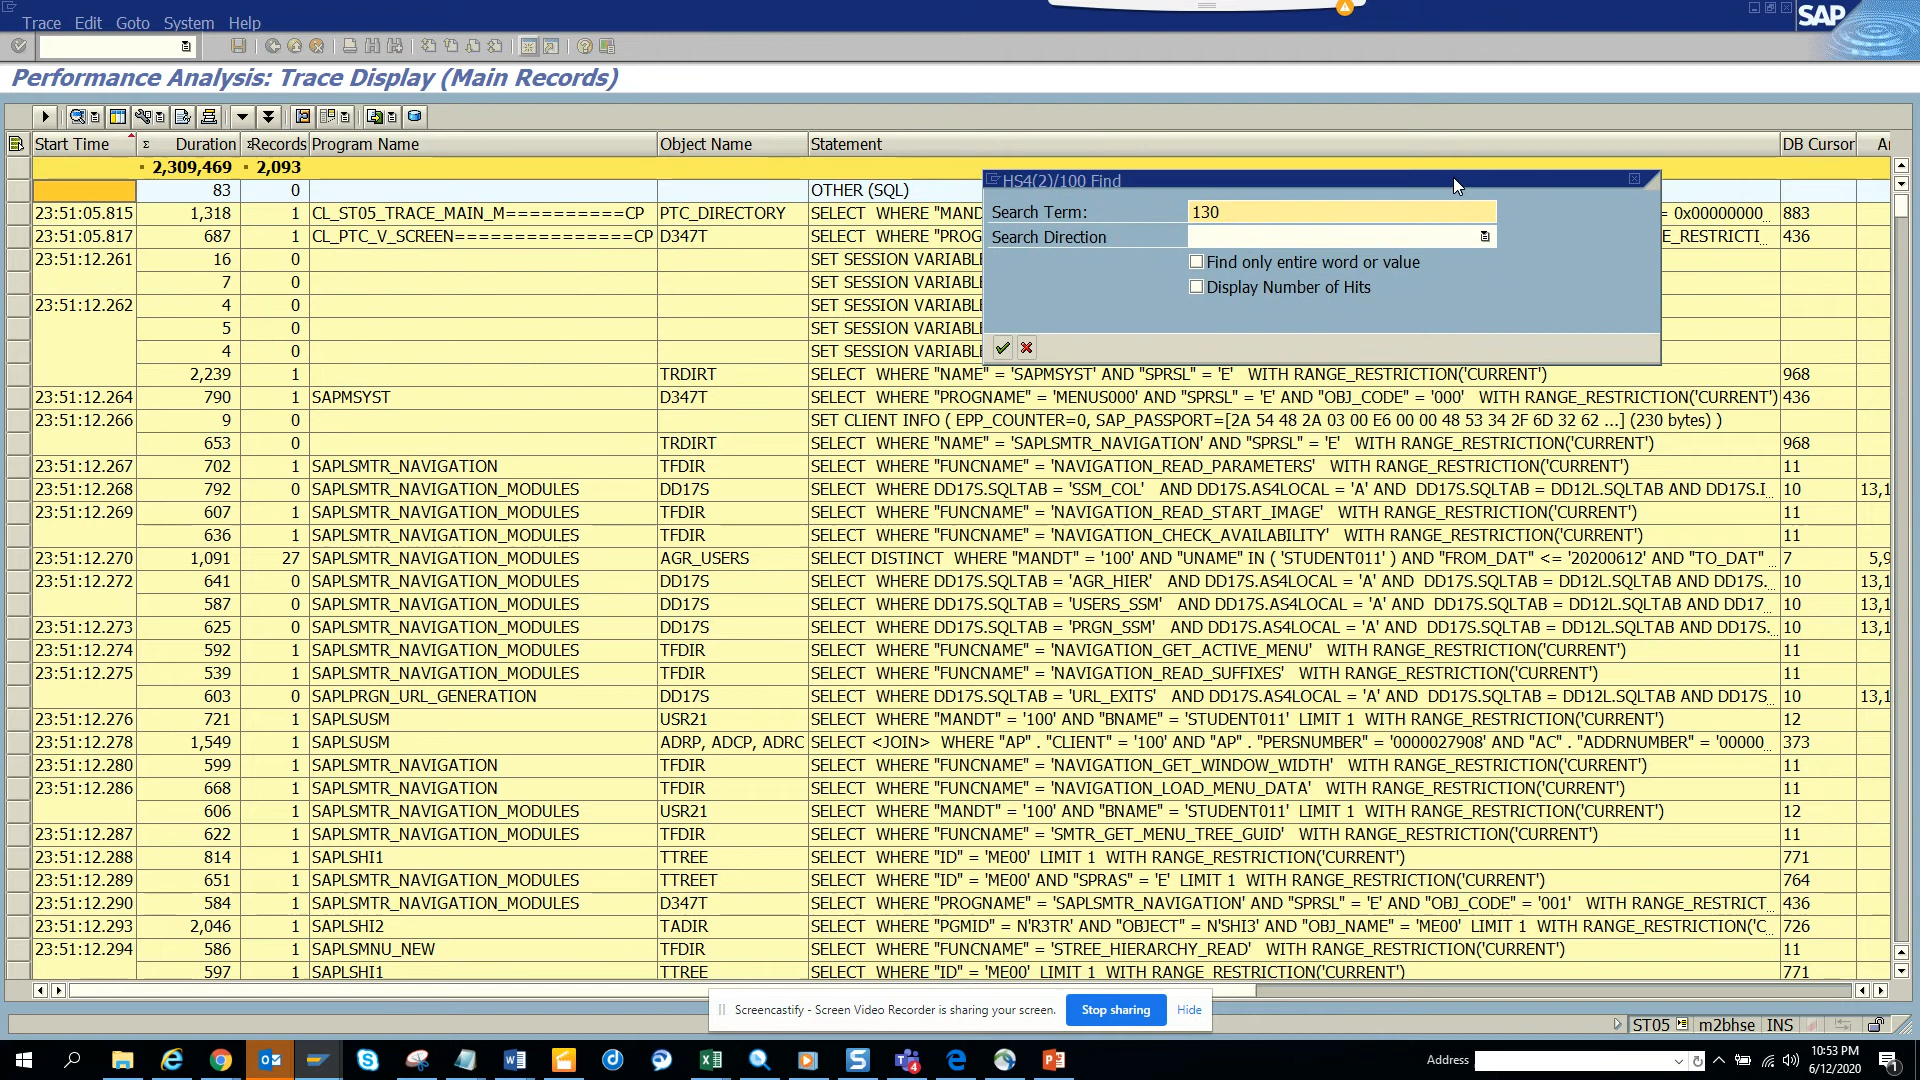 Trace Edit Goto System Help
SAP
Performance Analysis: Trace Display (Main Records)
Start Time Σ Duration ΣRecords Program Name Object Name Statement DB Cursor
2,309,469 2,093
83 0 OTHER (SQL)
HS4(2)/100 Find
Search Term: 130
Search Direction
Find only entire word or value
Display Number of Hits
23:51:05.815 1,318 1 CL_ST05_TRACE_MAIN_M==========CP PTC_DIRECTORY SELECT WHERE "MAND = 0x00000000 883
23:51:05.817 687 1 CL_PTC_V_SCREEN===============CP D347T SELECT WHERE "PROG E_RESTRICTI... 436
23:51:12.261 16 0 SET SESSION VARIABLE
7 0 SET SESSION VARIABLE
23:51:12.262 4 0 SET SESSION VARIABLE
5 0 SET SESSION VARIABLE
4 0 SET SESSION VARIABLE
2,239 1 TRDIRT SELECT WHERE "NAME" = 'SAPMSYST' AND "SPRSL" = 'E' WITH RANGE_RESTRICTION('CURRENT') 968
23:51:12.264 790 1 SAPMSYST D347T SELECT WHERE "PROGNAME" = 'MENUS000' AND "SPRSL" = 'E' AND "OBJ_CODE" = '000' WITH RANGE_RESTRICTION('CURRENT') 436
23:51:12.266 9 0 SET CLIENT INFO ( EPP_COUNTER=0, SAP_PASSPORT=[2A 54 48 2A 03 00 E6 00 00 48 53 34 2F 6D 32 62 ...] (230 bytes) )
653 0 TRDIRT SELECT WHERE "NAME" = 'SAPLSMTR_NAVIGATION' AND "SPRSL" = 'E' WITH RANGE_RESTRICTION('CURRENT') 968
23:51:12.267 702 1 SAPLSMTR_NAVIGATION TFDIR SELECT WHERE "FUNCNAME" = 'NAVIGATION_READ_PARAMETERS' WITH RANGE_RESTRICTION('CURRENT') 11
23:51:12.268 792 0 SAPLSMTR_NAVIGATION_MODULES DD17S SELECT WHERE DD17S.SQLTAB = 'SSM_COL' AND DD17S.AS4LOCAL = 'A' AND DD17S.SQLTAB = DD12L.SQLTAB AND DD17S.I... 10 13,1
23:51:12.269 607 1 SAPLSMTR_NAVIGATION_MODULES TFDIR SELECT WHERE "FUNCNAME" = 'NAVIGATION_READ_START_IMAGE' WITH RANGE_RESTRICTION('CURRENT') 11
636 1 SAPLSMTR_NAVIGATION_MODULES TFDIR SELECT WHERE "FUNCNAME" = 'NAVIGATION_CHECK_AVAILABILITY' WITH RANGE_RESTRICTION('CURRENT') 11
23:51:12.270 1,091 27 SAPLSMTR_NAVIGATION_MODULES AGR_USERS SELECT DISTINCT WHERE "MANDT" = '100' AND "UNAME" IN ( 'STUDENT011' ) AND "FROM_DAT" <= '20200612' AND "TO_DAT" 7 5,9
23:51:12.272 641 0 SAPLSMTR_NAVIGATION_MODULES DD17S SELECT WHERE DD17S.SQLTAB = 'AGR_HIER' AND DD17S.AS4LOCAL = 'A' AND DD17S.SQLTAB = DD12L.SQLTAB AND DD17S. 10 13,1
587 0 SAPLSMTR_NAVIGATION_MODULES DD17S SELECT WHERE DD17S.SQLTAB = 'USERS_SSM' AND DD17S.AS4LOCAL = 'A' AND DD17S.SQLTAB = DD12L.SQLTAB AND DD17... 10 13,1
23:51:12.273 625 0 SAPLSMTR_NAVIGATION_MODULES DD17S SELECT WHERE DD17S.SQLTAB = 'PRGN_SSM' AND DD17S.AS4LOCAL = 'A' AND DD17S.SQLTAB = DD12L.SQLTAB AND DD17S. 10 13,1
23:51:12.274 592 1 SAPLSMTR_NAVIGATION_MODULES TFDIR SELECT WHERE "FUNCNAME" = 'NAVIGATION_GET_ACTIVE_MENU' WITH RANGE_RESTRICTION('CURRENT') 11
23:51:12.275 539 1 SAPLSMTR_NAVIGATION_MODULES TFDIR SELECT WHERE "FUNCNAME" = 'NAVIGATION_READ_SUFFIXES' WITH RANGE_RESTRICTION('CURRENT') 11
603 0 SAPLPRGN_URL_GENERATION DD17S SELECT WHERE DD17S.SQLTAB = 'URL_EXITS' AND DD17S.AS4LOCAL = 'A' AND DD17S.SQLTAB = DD12L.SQLTAB AND DD17S 10 13,1
23:51:12.276 721 1 SAPLSUSM USR21 SELECT WHERE "MANDT" = '100' AND "BNAME" = 'STUDENT011' LIMIT 1 WITH RANGE_RESTRICTION('CURRENT') 12
23:51:12.278 1,549 1 SAPLSUSM ADRP, ADCP, ADRC SELECT <JOIN> WHERE "AP" . "CLIENT" = '100' AND "AP" . "PERSNUMBER" = '0000027908' AND "AC" . "ADDRNUMBER" = '00000... 373
23:51:12.280 599 1 SAPLSMTR_NAVIGATION TFDIR SELECT WHERE "FUNCNAME" = 'NAVIGATION_GET_WINDOW_WIDTH' WITH RANGE_RESTRICTION('CURRENT') 11
23:51:12.286 668 1 SAPLSMTR_NAVIGATION TFDIR SELECT WHERE "FUNCNAME" = 'NAVIGATION_LOAD_MENU_DATA' WITH RANGE_RESTRICTION('CURRENT') 11
606 1 SAPLSMTR_NAVIGATION_MODULES USR21 SELECT WHERE "MANDT" = '100' AND "BNAME" = 'STUDENT011' LIMIT 1 WITH RANGE_RESTRICTION('CURRENT') 12
23:51:12.287 622 1 SAPLSMTR_NAVIGATION_MODULES TFDIR SELECT WHERE "FUNCNAME" = 'SMTR_GET_MENU_TREE_GUID' WITH RANGE_RESTRICTION('CURRENT') 11
23:51:12.288 814 1 SAPLSHI1 TTREE SELECT WHERE "ID" = 'ME00' LIMIT 1 WITH RANGE_RESTRICTION('CURRENT') 771
23:51:12.289 651 1 SAPLSMTR_NAVIGATION_MODULES TTREET SELECT WHERE "ID" = 'ME00' AND "SPRAS" = 'E' LIMIT 1 WITH RANGE_RESTRICTION('CURRENT') 764
23:51:12.290 584 1 SAPLSMTR_NAVIGATION_MODULES D347T SELECT WHERE "PROGNAME" = 'SAPLSMTR_NAVIGATION' AND "SPRSL" = 'E' AND "OBJ_CODE" = '001' WITH RANGE_RESTRICT... 436
23:51:12.293 2,046 1 SAPLSHI2 TADIR SELECT WHERE "PGMID" = N'R3TR' AND "OBJECT" = N'SHI3' AND "OBJ_NAME" = 'ME00' LIMIT 1 WITH RANGE_RESTRICTION('C... 726
23:51:12.294 586 1 SAPLSMNU_NEW TFDIR SELECT WHERE "FUNCNAME" = 'STREE_HIERARCHY_READ' WITH RANGE_RESTRICTION('CURRENT') 11
597 1 SAPLSHI1 TTREE SELECT WHERE "ID" = 'ME00' LIMIT 1 WITH RANGE_RESTRICTION('CURRENT') 771
Screencastify - Screen Video Recorder is sharing your screen. Stop sharing Hide
ST05 m2bhse INS
Address
10:53 PM
6/12/2020